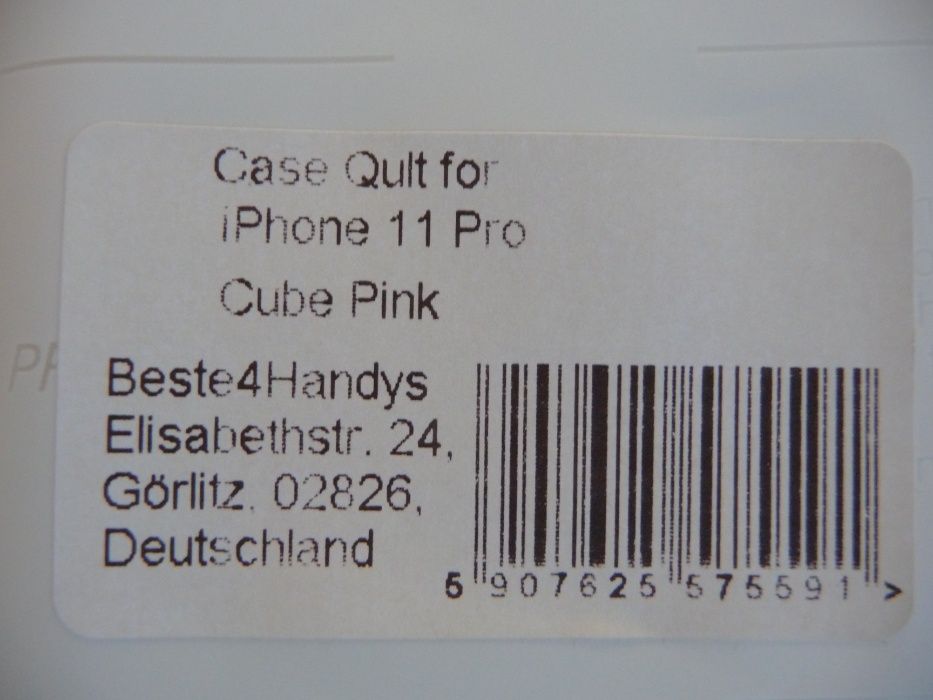 Case Qult for
iPhone 11 Pro
Cube Pink
Beste4Handys
Elisabethstr. 24,
Görlitz, 02826,
Deutschland
5 907625 575591 >